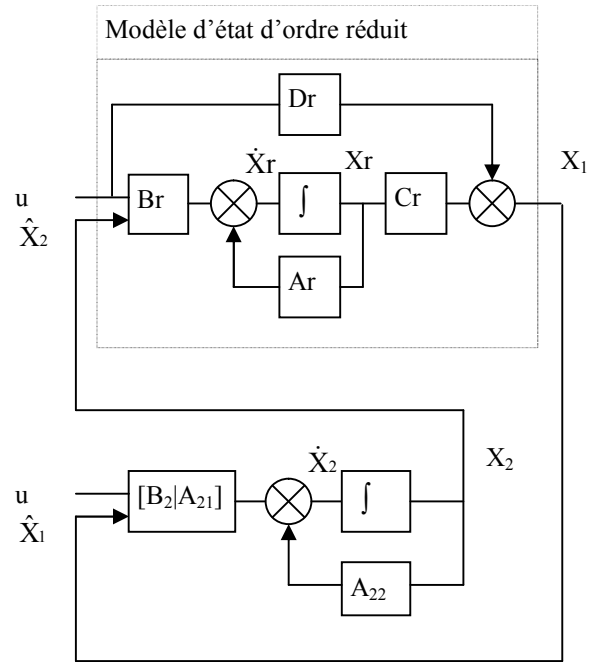 Modèle d’état d’ordre réduit
Dr
Ẋr
Xr
X₁
u
Br
∫
Cr
X̂₂
Ar
Ẋ₂
X₂
u
[B₂|A₂₁]
∫
X̂₁
A₂₂